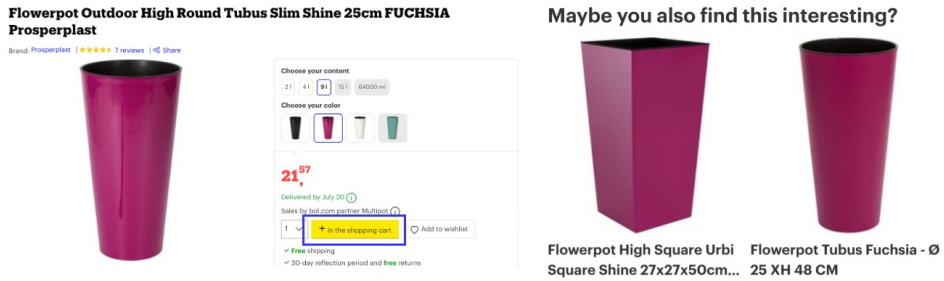 Flowerpot Outdoor High Round Tubus Slim Shine 25cm FUCHSIA
Prosperplast
Brand: Prosperplast | 7 reviews | Share
Choose your content
2 l 4 l 9 l 15 l 64000 ml
Choose your color
21,57
Delivered by July 20 i
Sales by bol.com partner Multipot i
1 + In the shopping cart Add to wishlist
✓ Free shipping
✓ 30-day reflection period and free returns
Maybe you also find this interesting?
Flowerpot High Square Urbi
Square Shine 27x27x50cm...
Flowerpot Tubus Fuchsia - Ø
25 XH 48 CM